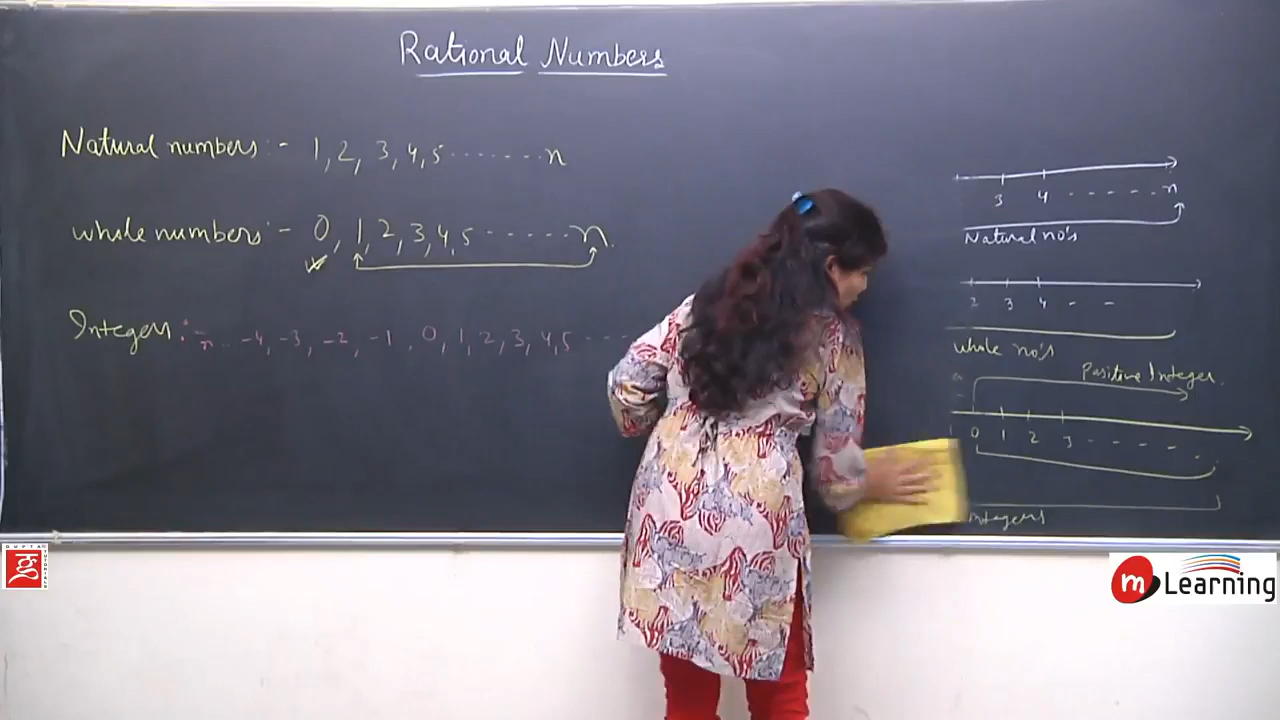 Rational Numbers
Natural numbers :- 1, 2, 3, 4, 5 ....... n
whole numbers :- 0, 1, 2, 3, 4, 5 ...... n.
Integers : -n .. -4, -3, -2, -1, 0, 1, 2, 3, 4, 5 ....
3 4 ...... n
Natural no's
2 3 4 - -
whole no's
Positive Integer.
0 1 2 3 - - - - .
Integers
GUPTA TUTORIALS
m Learning